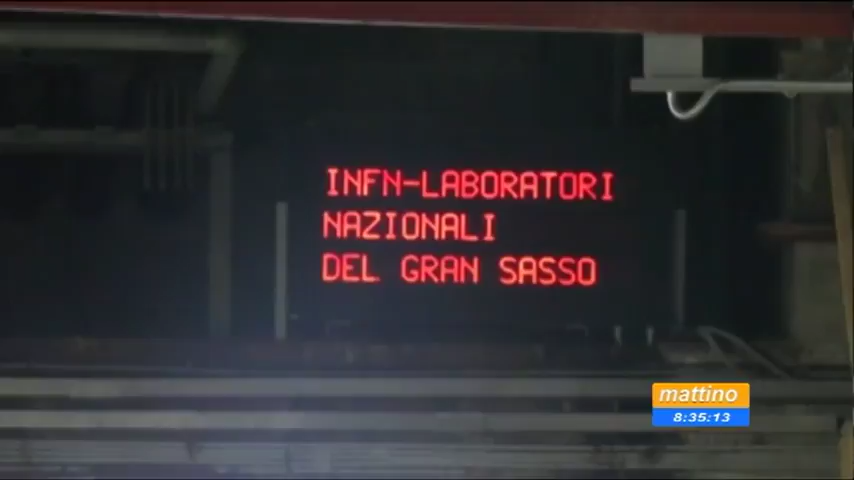 INFN-LABORATORI
NAZIONALI
DEL GRAN SASSO
mattino
8:35:13